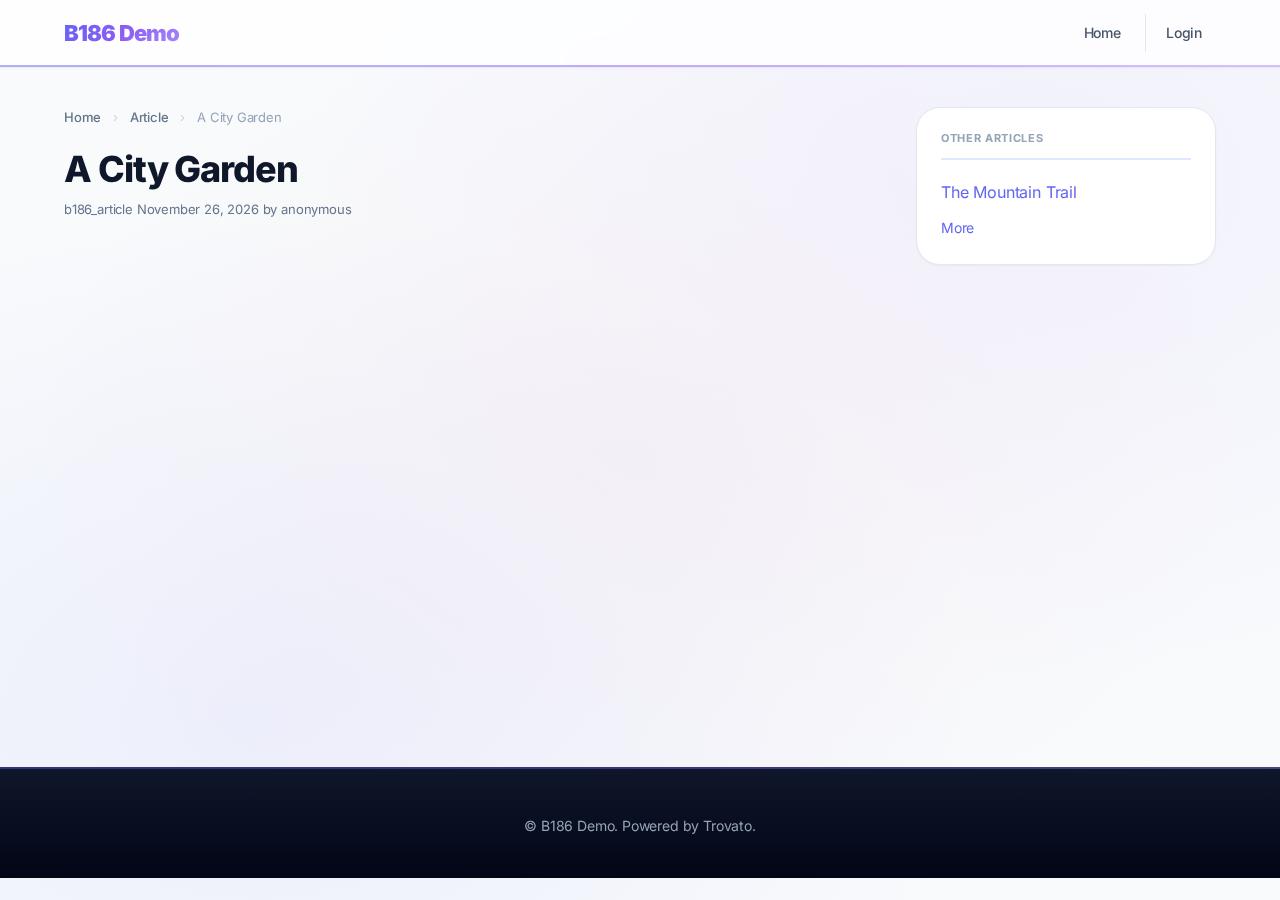 B186 Demo
Home
Login
Home › Article › A City Garden
A City Garden
b186_article November 26, 2026 by anonymous
OTHER ARTICLES
The Mountain Trail
More
© B186 Demo. Powered by Trovato.